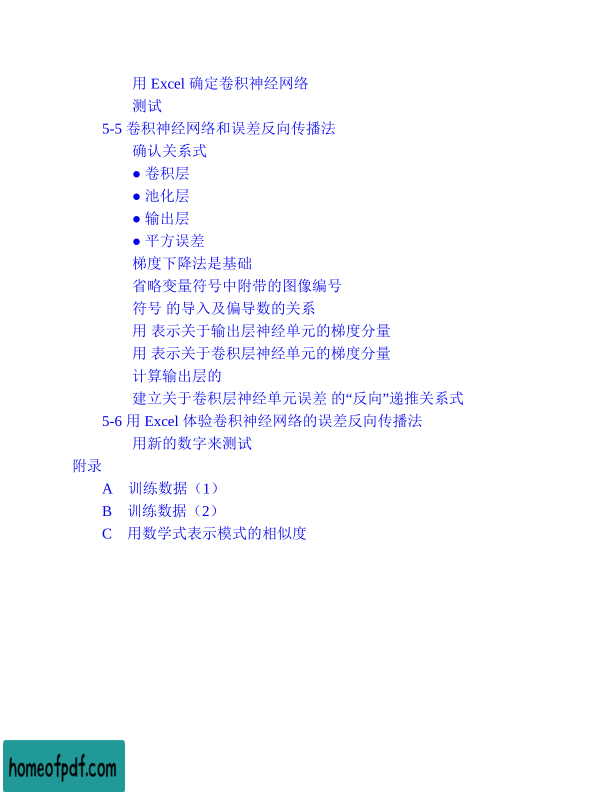 用 Excel 确定卷积神经网络
测试
5-5 卷积神经网络和误差反向传播法
确认关系式
● 卷积层
● 池化层
● 输出层
● 平方误差
梯度下降法是基础
省略变量符号中附带的图像编号
符号 的导入及偏导数的关系
用 表示关于输出层神经单元的梯度分量
用 表示关于卷积层神经单元的梯度分量
计算输出层的
建立关于卷积层神经单元误差 的“反向”递推关系式
5-6 用 Excel 体验卷积神经网络的误差反向传播法
用新的数字来测试
附录
A 训练数据（1）
B 训练数据（2）
C 用数学式表示模式的相似度
homeofpdf.com